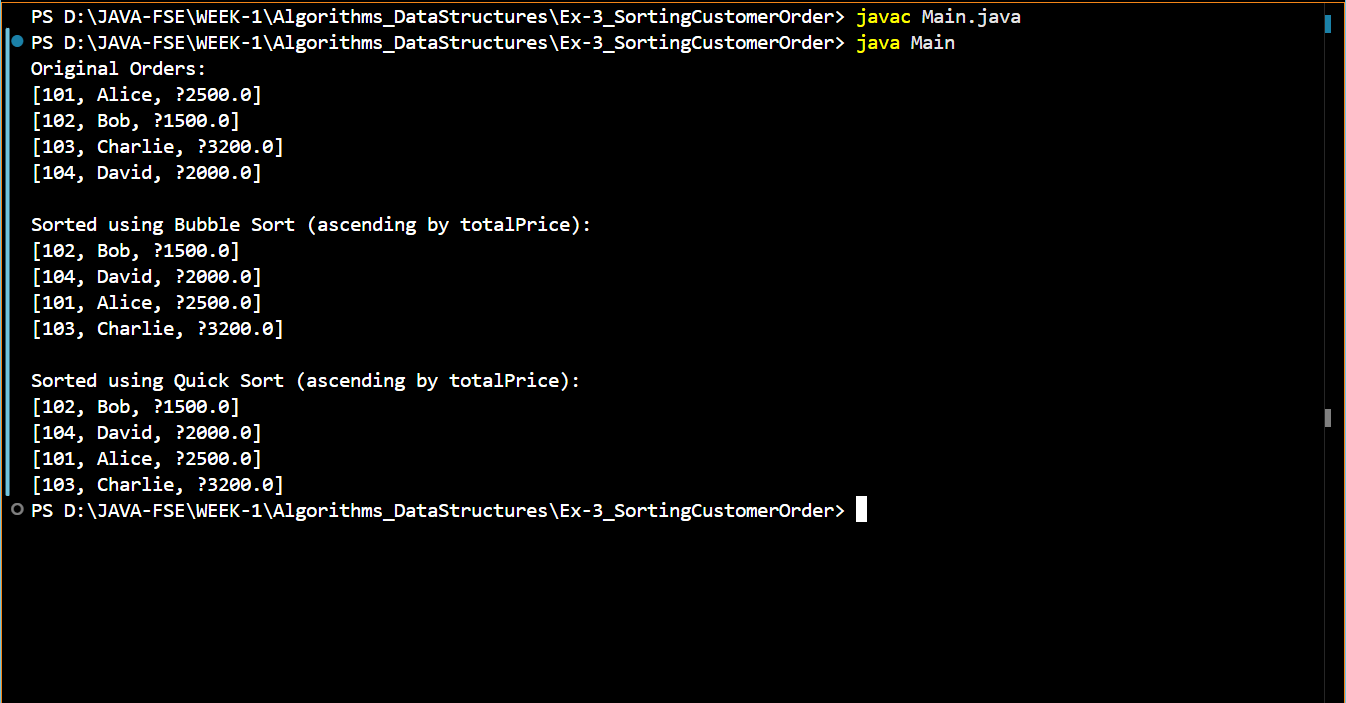 PS D:\JAVA-FSE\WEEK-1\Algorithms_DataStructures\Ex-3_SortingCustomerOrder> javac Main.java
PS D:\JAVA-FSE\WEEK-1\Algorithms_DataStructures\Ex-3_SortingCustomerOrder> java Main
Original Orders:
[101, Alice, ?2500.0]
[102, Bob, ?1500.0]
[103, Charlie, ?3200.0]
[104, David, ?2000.0]
Sorted using Bubble Sort (ascending by totalPrice):
[102, Bob, ?1500.0]
[104, David, ?2000.0]
[101, Alice, ?2500.0]
[103, Charlie, ?3200.0]
Sorted using Quick Sort (ascending by totalPrice):
[102, Bob, ?1500.0]
[104, David, ?2000.0]
[101, Alice, ?2500.0]
[103, Charlie, ?3200.0]
PS D:\JAVA-FSE\WEEK-1\Algorithms_DataStructures\Ex-3_SortingCustomerOrder>